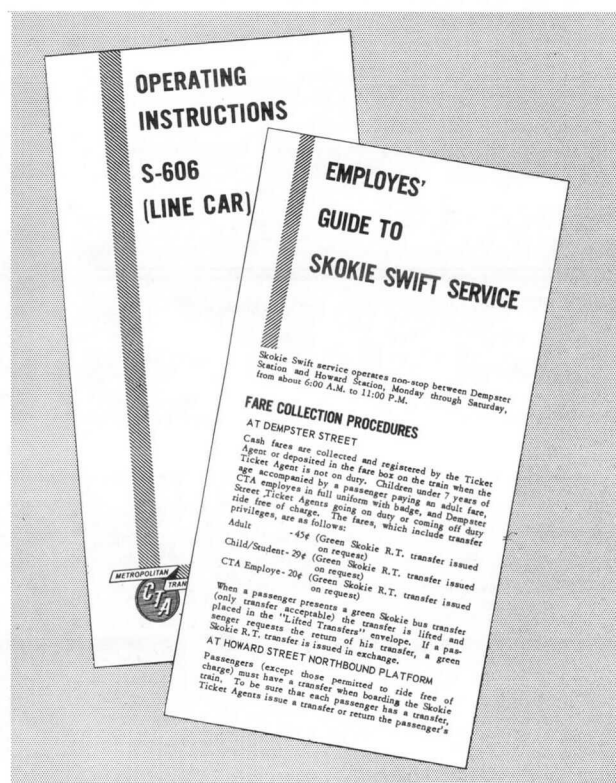 OPERATING
INSTRUCTIONS
S-606
(LINE CAR)
METROPOLITAN
TRAN
CTA
EMPLOYES'
GUIDE TO
SKOKIE SWIFT SERVICE
Skokie Swift service operates non-stop between Dempster
Station and Howard Station, Monday through Saturday,
from about 6:00 A.M. to 11:00 P.M.
FARE COLLECTION PROCEDURES
AT DEMPSTER STREET
Cash fares are collected and registered by the Ticket
Agent or deposited in the fare box on the train when the
Ticket Agent is not on duty. Children under 7 years of
age accompanied by a passenger paying an adult fare,
CTA employes in full uniform with badge, and Dempster
Street Ticket Agents going on duty or coming off duty
ride free of charge. The fares, which include transfer
privileges, are as follows:
Adult - 45¢ (Green Skokie R.T. transfer issued
on request)
Child/Student - 29¢ (Green Skokie R.T. transfer issued
on request)
CTA Employe - 20¢ (Green Skokie R.T. transfer issued
on request)
When a passenger presents a green Skokie bus transfer
(only transfer acceptable) the transfer is lifted and
placed in the "Lifted Transfers" envelope. If a pas-
senger requests the return of his transfer, a green
Skokie R.T. transfer is issued in exchange.
AT HOWARD STREET NORTHBOUND PLATFORM
Passengers (except those permitted to ride free of
charge) must have a transfer when boarding the Skokie
train. To be sure that each passenger has a transfer,
Ticket Agents issue a transfer or return the passenger's